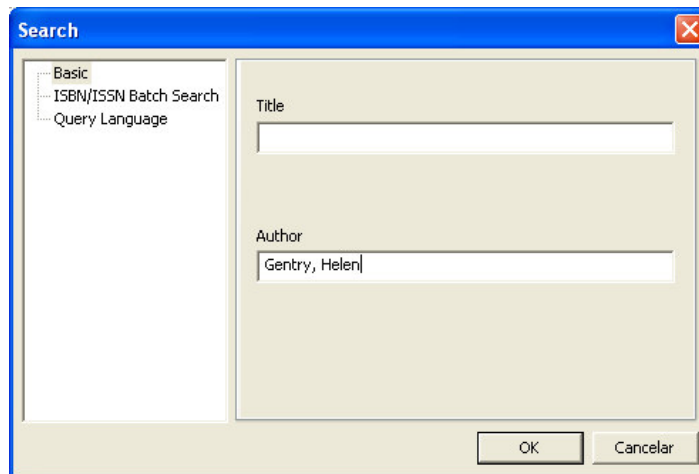 Search
Basic
ISBN/ISSN Batch Search
Query Language
Title
Author
Gentry, Helen
OK
Cancelar